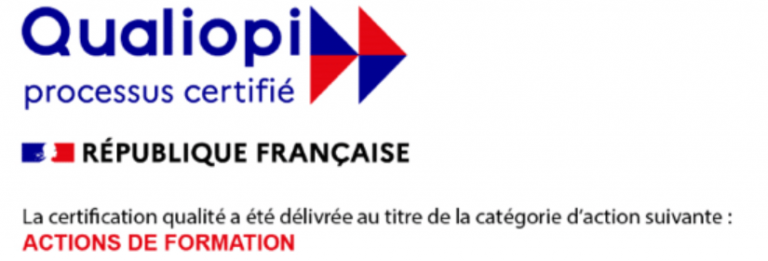 Qualiopi
processus certifié
RÉPUBLIQUE FRANÇAISE
La certification qualité a été délivrée au titre de la catégorie d'action suivante :
ACTIONS DE FORMATION